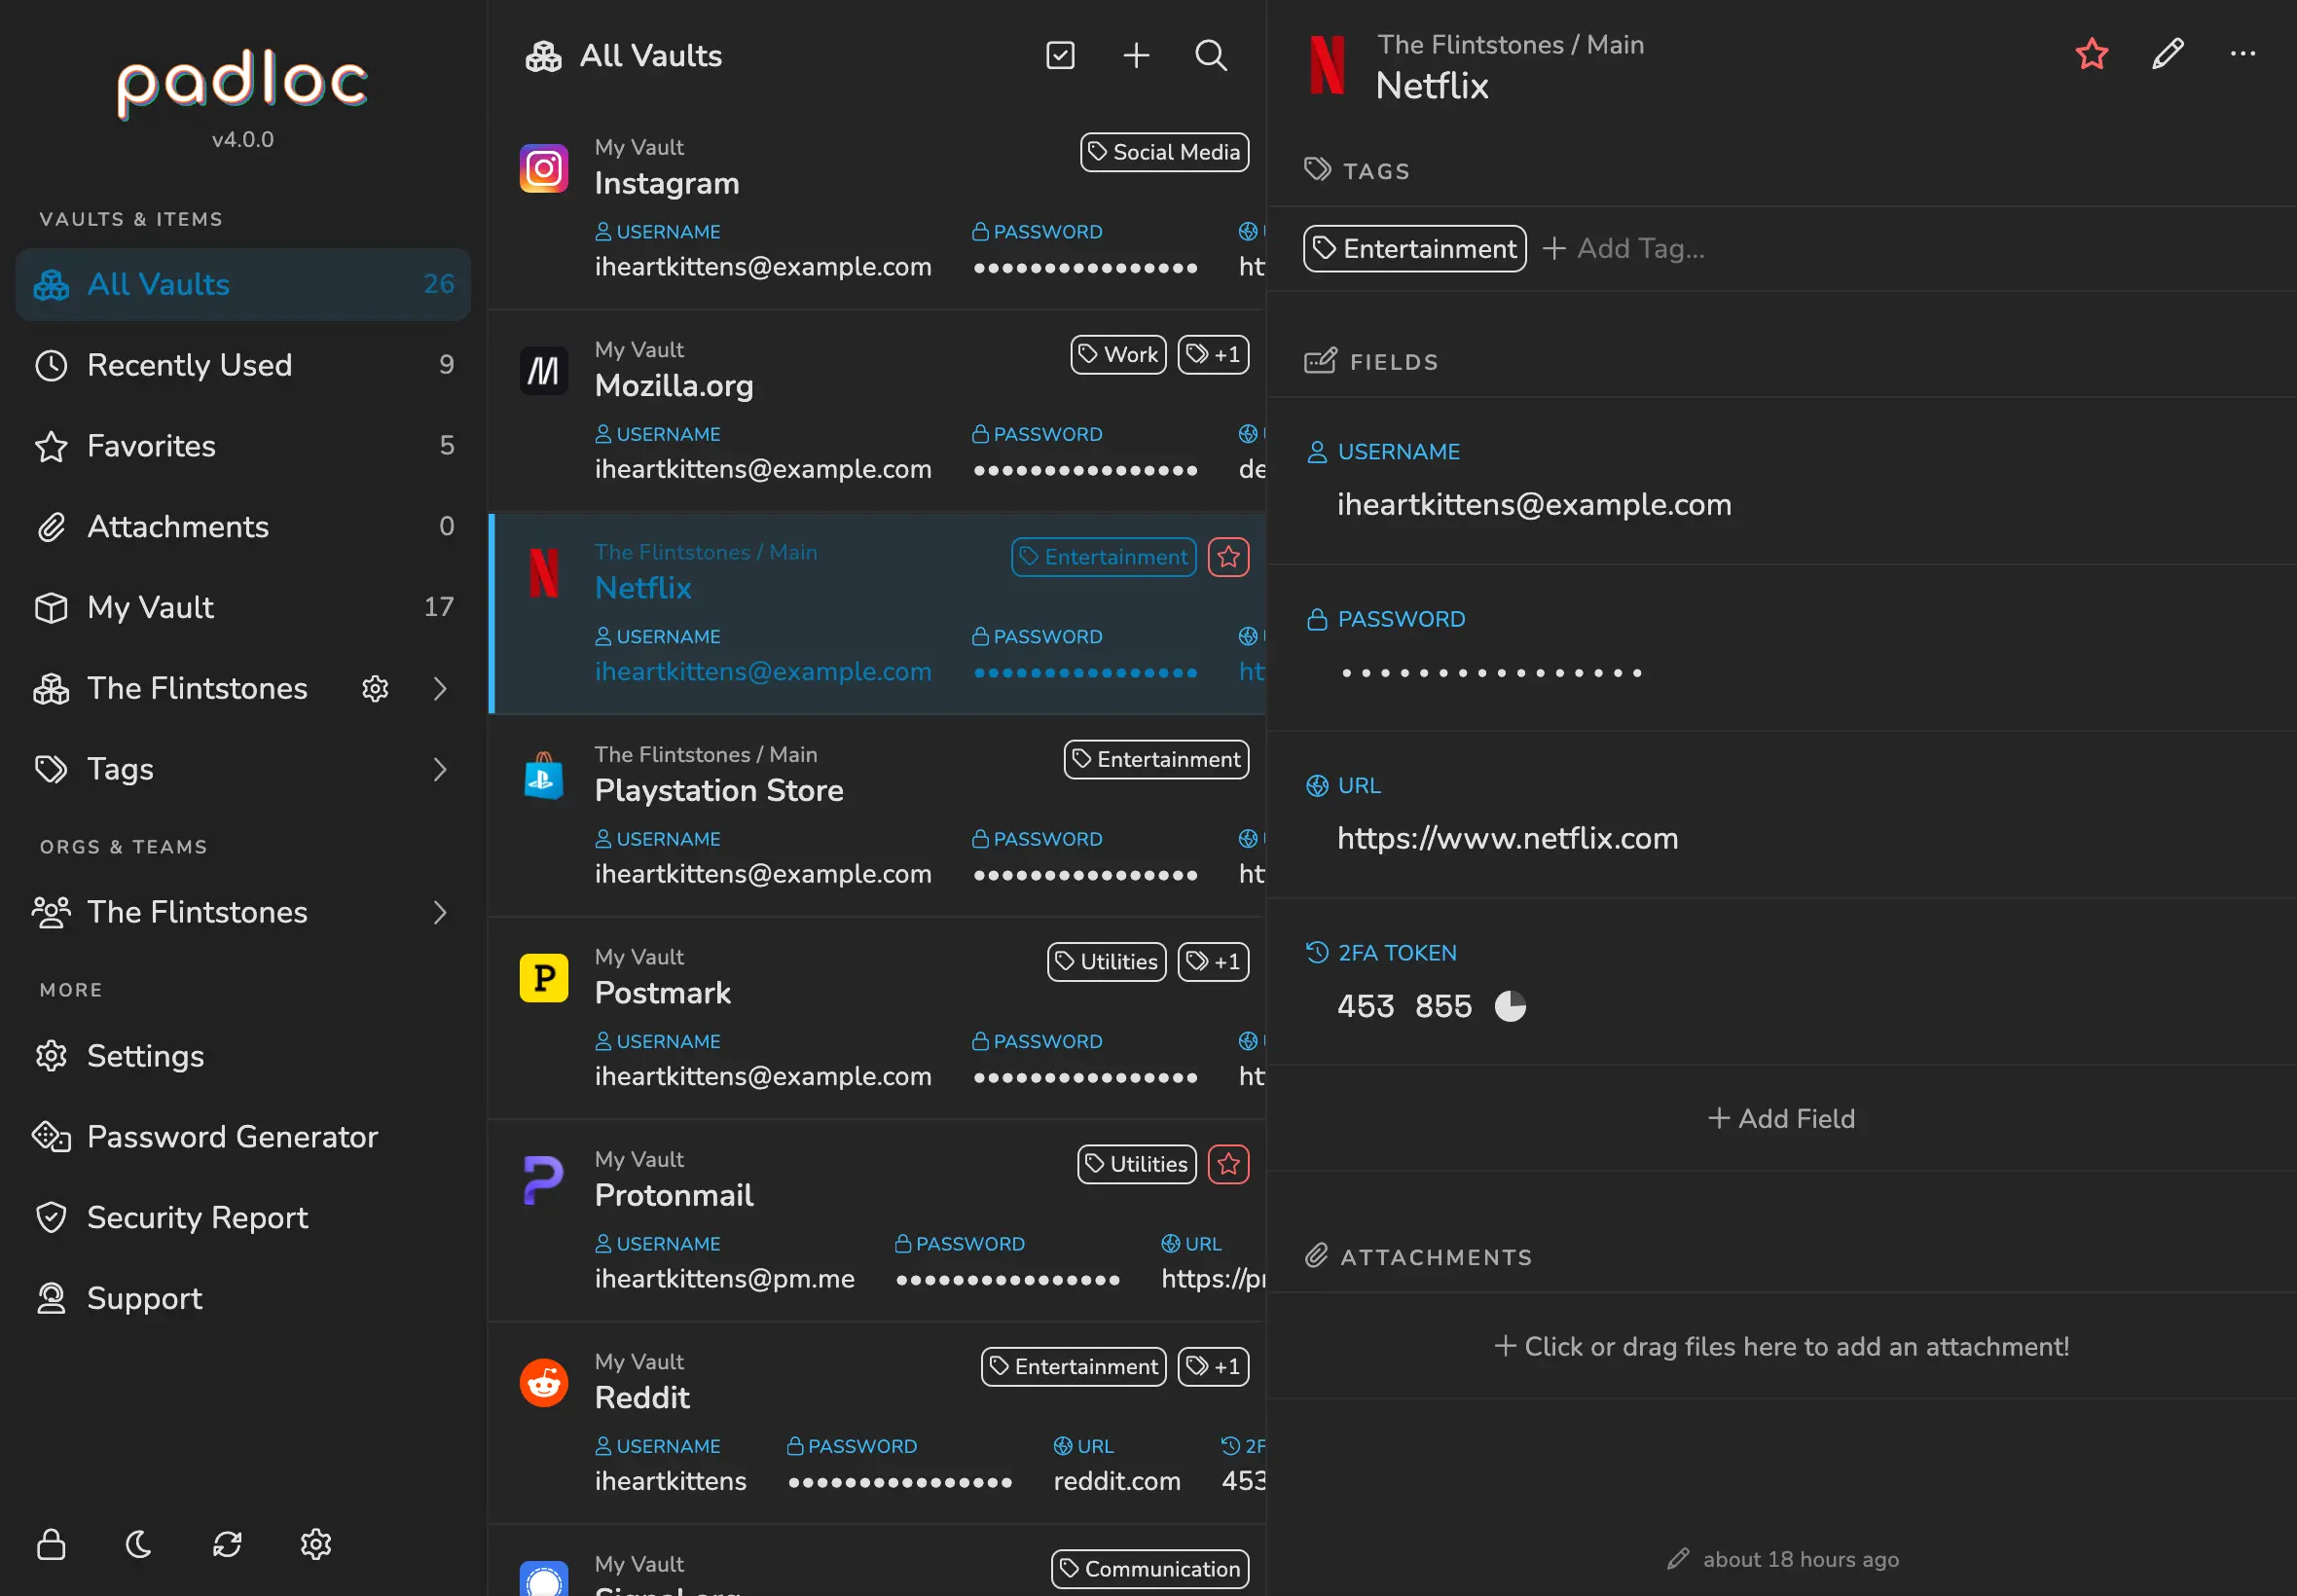 padloc
v4.0.0
VAULTS & ITEMS
All Vaults 26
Recently Used 9
Favorites 5
Attachments 0
My Vault 17
The Flintstones
Tags
ORGS & TEAMS
The Flintstones
MORE
Settings
Password Generator
Security Report
Support
All Vaults
My Vault
Social Media
Instagram
USERNAME PASSWORD
iheartkittens@example.com •••••••••••••••• ht
My Vault
Work +1
Mozilla.org
USERNAME PASSWORD
iheartkittens@example.com •••••••••••••••• de
The Flintstones / Main
Entertainment
Netflix
USERNAME PASSWORD
iheartkittens@example.com •••••••••••••••• ht
The Flintstones / Main
Entertainment
Playstation Store
USERNAME PASSWORD
iheartkittens@example.com •••••••••••••••• ht
My Vault
Utilities +1
Postmark
USERNAME PASSWORD
iheartkittens@example.com •••••••••••••••• ht
My Vault
Utilities
Protonmail
USERNAME PASSWORD URL
iheartkittens@pm.me •••••••••••••••• https://pr
My Vault
Entertainment +1
Reddit
USERNAME PASSWORD URL 2F
iheartkittens •••••••••••••••• reddit.com 453
My Vault
Communication
Signal.org
The Flintstones / Main
Netflix
TAGS
Entertainment + Add Tag...
FIELDS
USERNAME
iheartkittens@example.com
PASSWORD
••••••••••••••••
URL
https://www.netflix.com
2FA TOKEN
453 855
+ Add Field
ATTACHMENTS
+ Click or drag files here to add an attachment!
about 18 hours ago